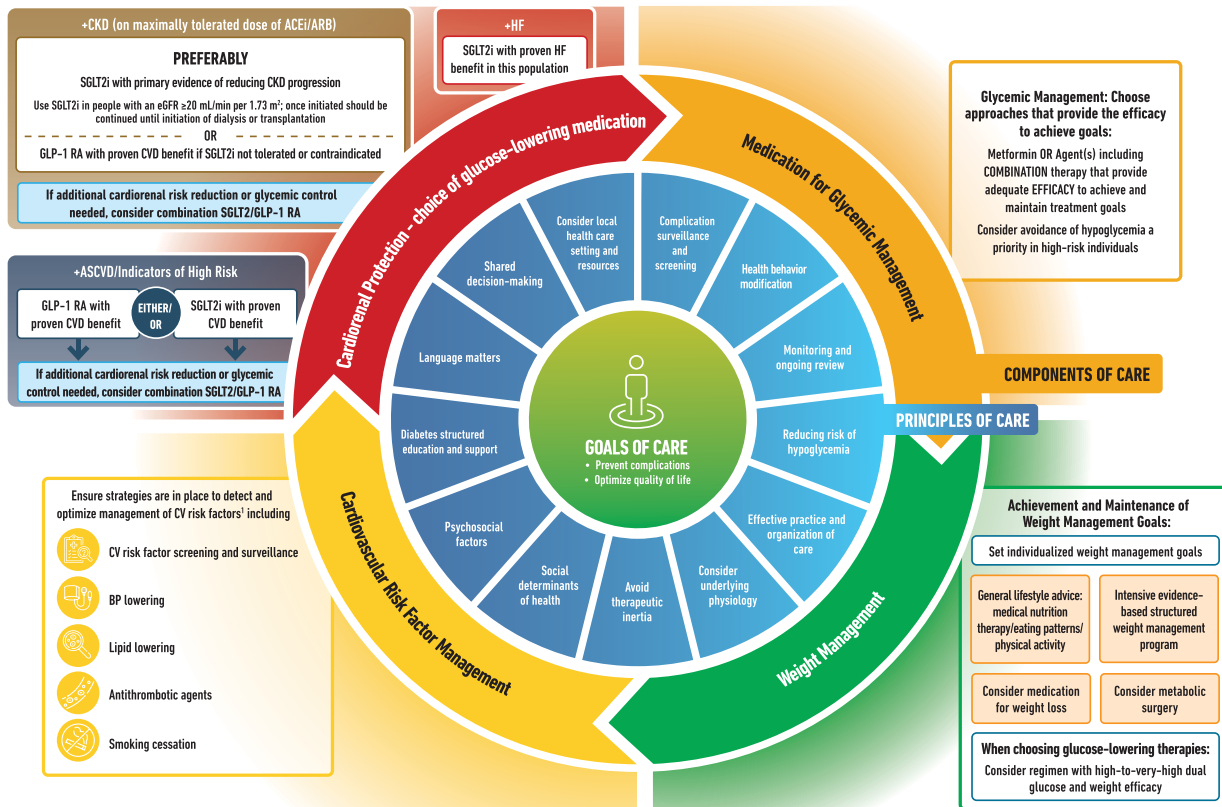 +CKD (on maximally tolerated dose of ACEi/ARB)
PREFERABLY
SGLT2i with primary evidence of reducing CKD progression
Use SGLT2i in people with an eGFR ≥20 mL/min per 1.73 m²; once initiated should be
continued until initiation of dialysis or transplantation
OR
GLP-1 RA with proven CVD benefit if SGLT2i not tolerated or contraindicated
If additional cardiorenal risk reduction or glycemic control
needed, consider combination SGLT2/GLP-1 RA
+HF
SGLT2i with proven HF
benefit in this population
+ASCVD/Indicators of High Risk
GLP-1 RA with
proven CVD benefit
EITHER/
OR
SGLT2i with proven
CVD benefit
If additional cardiorenal risk reduction or glycemic
control needed, consider combination SGLT2/GLP-1 RA
Cardiorenal Protection - choice of glucose-lowering medication
Medication for Glycemic Management
Glycemic Management: Choose
approaches that provide the efficacy
to achieve goals:
Metformin OR Agent(s) including
COMBINATION therapy that provide
adequate EFFICACY to achieve and
maintain treatment goals
Consider avoidance of hypoglycemia a
priority in high-risk individuals
COMPONENTS OF CARE
PRINCIPLES OF CARE
Consider local
health care
setting and
resources
Complication
surveillance
and
screening
Health behavior
modification
Monitoring and
ongoing review
Reducing risk of
hypoglycemia
Effective practice and
organization of
care
Consider
underlying
physiology
Avoid
therapeutic
inertia
Social
determinants
of health
Psychosocial
factors
Diabetes structured
education and support
Language matters
Shared
decision-making
GOALS OF CARE
• Prevent complications
• Optimize quality of life
Cardiovascular Risk Factor Management
Weight Management
Ensure strategies are in place to detect and
optimize management of CV risk factors¹ including
CV risk factor screening and surveillance
BP lowering
Lipid lowering
Antithrombotic agents
Smoking cessation
Achievement and Maintenance of
Weight Management Goals:
Set individualized weight management goals
General lifestyle advice:
medical nutrition
therapy/eating patterns/
physical activity
Intensive evidence-
based structured
weight management
program
Consider medication
for weight loss
Consider metabolic
surgery
When choosing glucose-lowering therapies:
Consider regimen with high-to-very-high dual
glucose and weight efficacy